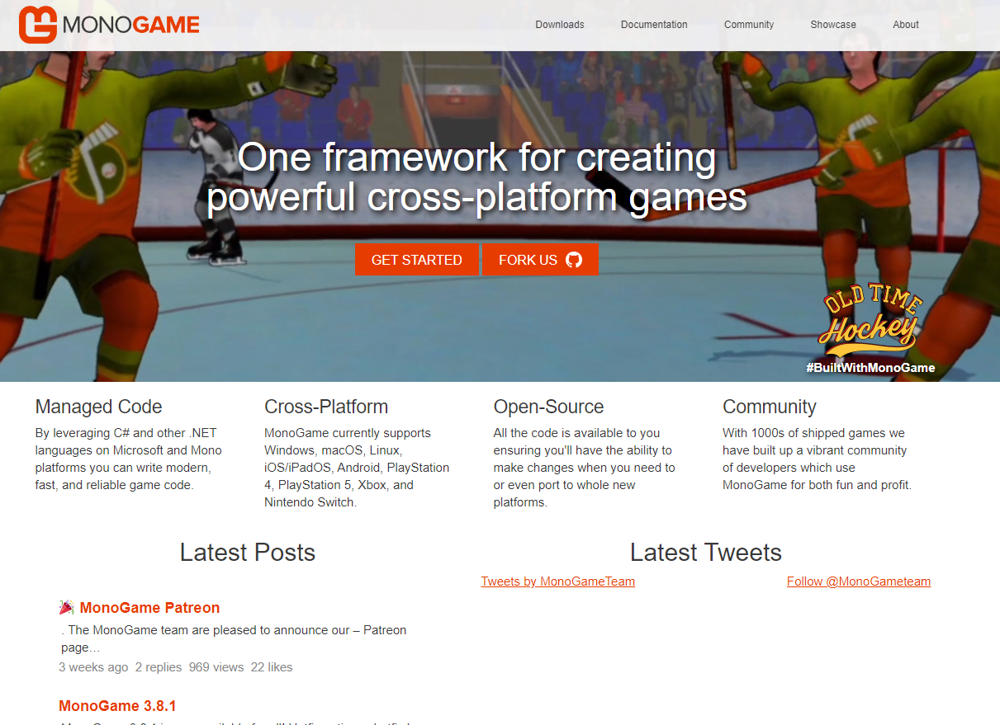 MONOGAME
Downloads
Documentation
Community
Showcase
About
One framework for creating
powerful cross-platform games
GET STARTED
FORK US
OLD TIME
Hockey
#BuiltWithMonoGame
Managed Code
By leveraging C# and other .NET
languages on Microsoft and Mono
platforms you can write modern,
fast, and reliable game code.
Cross-Platform
MonoGame currently supports
Windows, macOS, Linux,
iOS/iPadOS, Android, PlayStation
4, PlayStation 5, Xbox, and
Nintendo Switch.
Open-Source
All the code is available to you
ensuring you'll have the ability to
make changes when you need to
or even port to whole new
platforms.
Community
With 1000s of shipped games we
have built up a vibrant community
of developers which use
MonoGame for both fun and profit.
Latest Posts
MonoGame Patreon
. The MonoGame team are pleased to announce our – Patreon
page…
3 weeks ago 2 replies 969 views 22 likes
MonoGame 3.8.1
Latest Tweets
Tweets by MonoGameTeam
Follow @MonoGameteam